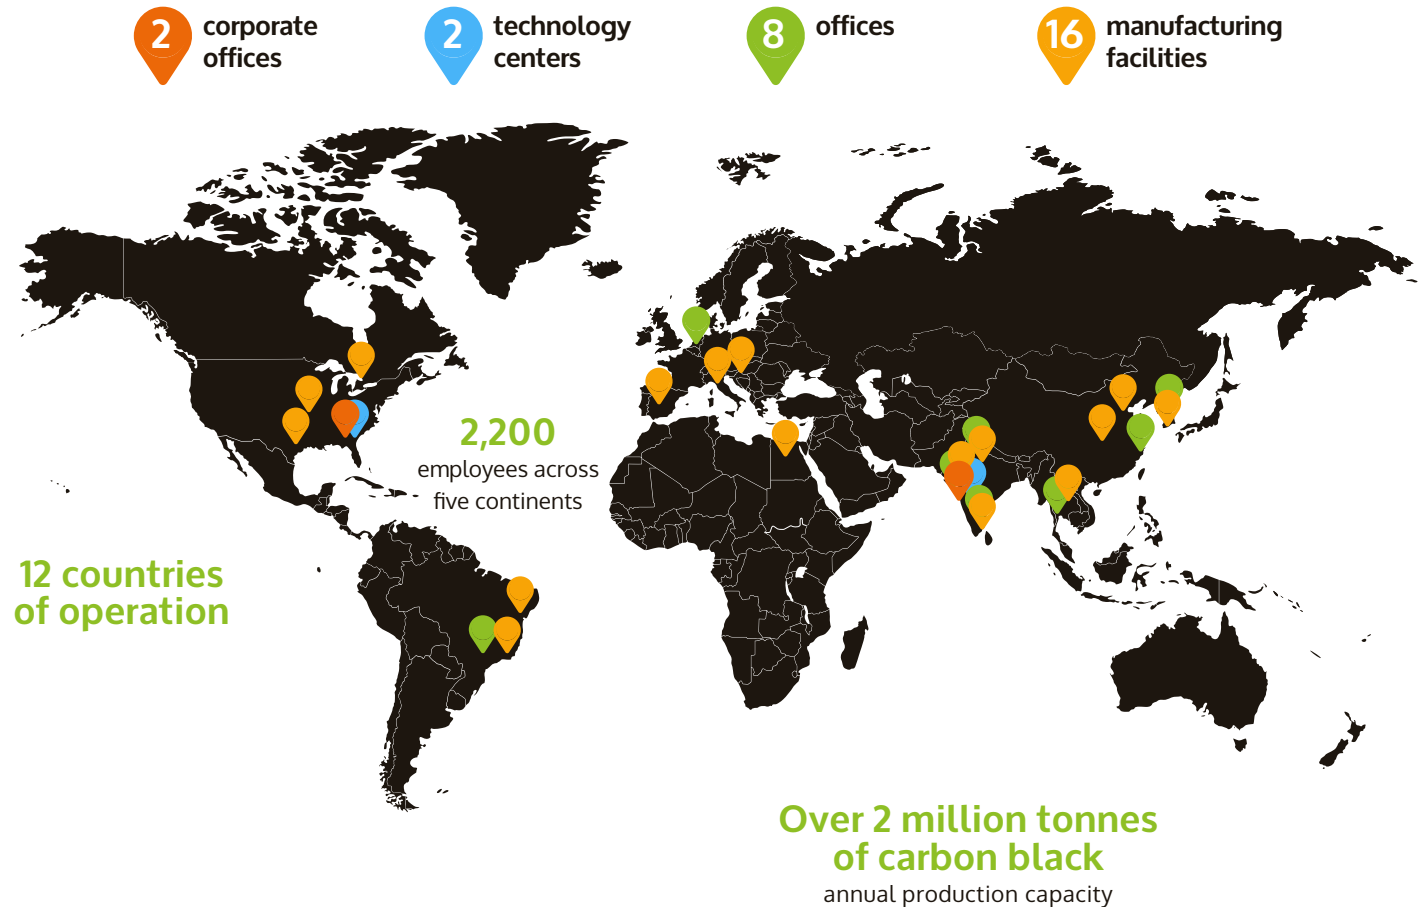 2 corporate
offices
2 technology
centers
8 offices
16 manufacturing
facilities
2,200
employees across
five continents
12 countries
of operation
Over 2 million tonnes
of carbon black
annual production capacity